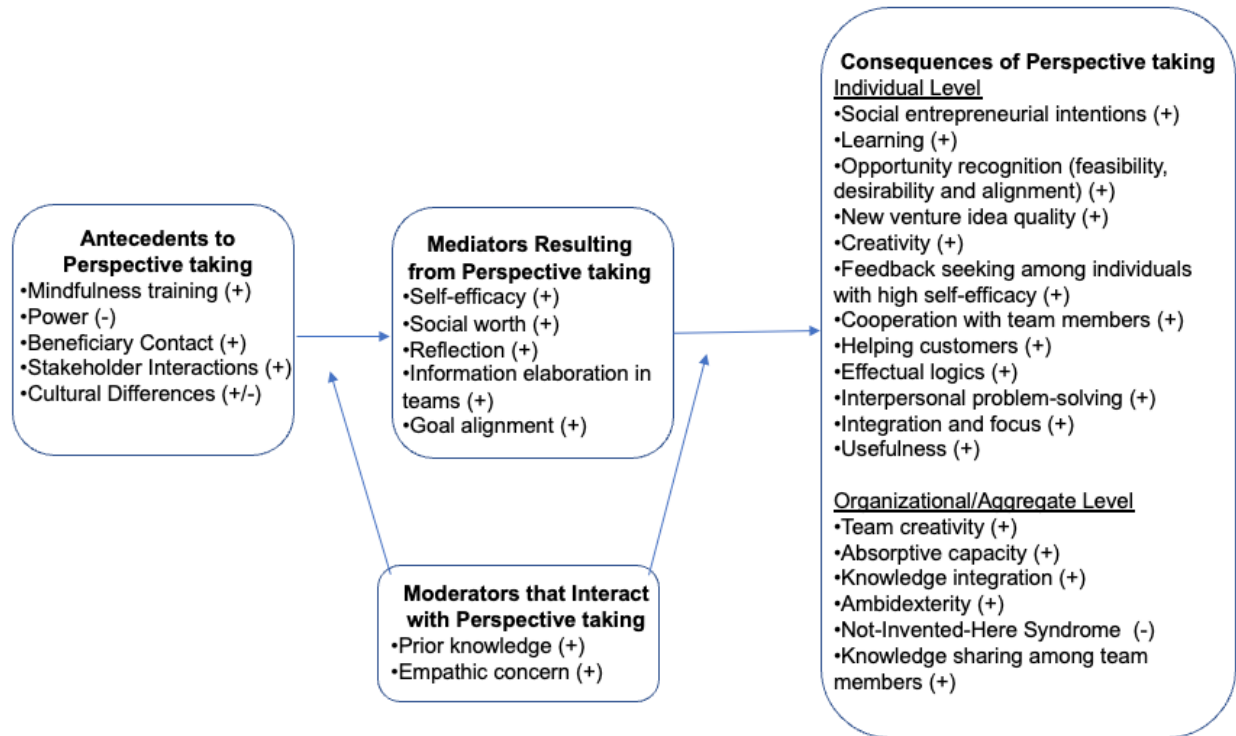 Antecedents to
Perspective taking
•Mindfulness training (+)
•Power (-)
•Beneficiary Contact (+)
•Stakeholder Interactions (+)
•Cultural Differences (+/-)
Mediators Resulting
from Perspective taking
•Self-efficacy (+)
•Social worth (+)
•Reflection (+)
•Information elaboration in
teams (+)
•Goal alignment (+)
Moderators that Interact
with Perspective taking
•Prior knowledge (+)
•Empathic concern (+)
Consequences of Perspective taking
Individual Level
•Social entrepreneurial intentions (+)
•Learning (+)
•Opportunity recognition (feasibility,
desirability and alignment) (+)
•New venture idea quality (+)
•Creativity (+)
•Feedback seeking among individuals
with high self-efficacy (+)
•Cooperation with team members (+)
•Helping customers (+)
•Effectual logics (+)
•Interpersonal problem-solving (+)
•Integration and focus (+)
•Usefulness (+)
Organizational/Aggregate Level
•Team creativity (+)
•Absorptive capacity (+)
•Knowledge integration (+)
•Ambidexterity (+)
•Not-Invented-Here Syndrome  (-)
•Knowledge sharing among team
members (+)